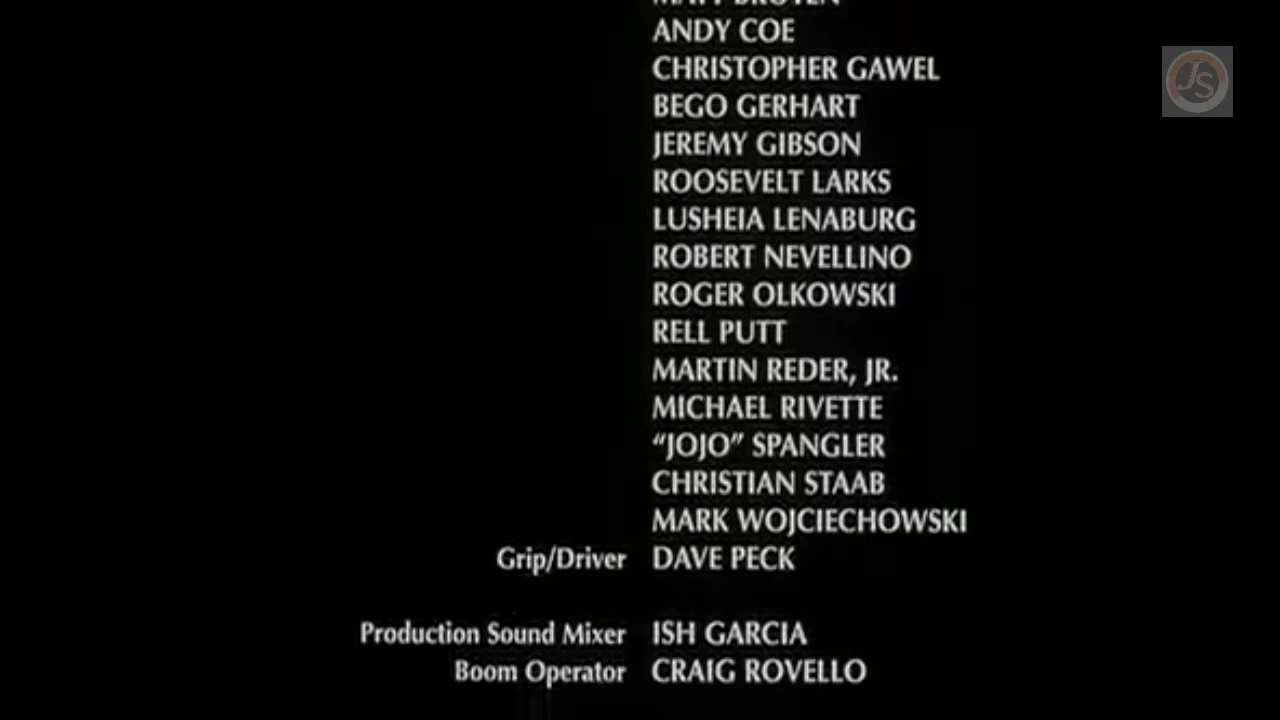 ANDY COE
CHRISTOPHER GAWEL
BEGO GERHART
JEREMY GIBSON
ROOSEVELT LARKS
LUSHEIA LENABURG
ROBERT NEVELLINO
ROGER OLKOWSKI
RELL PUTT
MARTIN REDER, JR.
MICHAEL RIVETTE
“JOJO” SPANGLER
CHRISTIAN STAAB
MARK WOJCIECHOWSKI
Grip/Driver DAVE PECK
Production Sound Mixer ISH GARCIA
Boom Operator CRAIG ROVELLO
JS